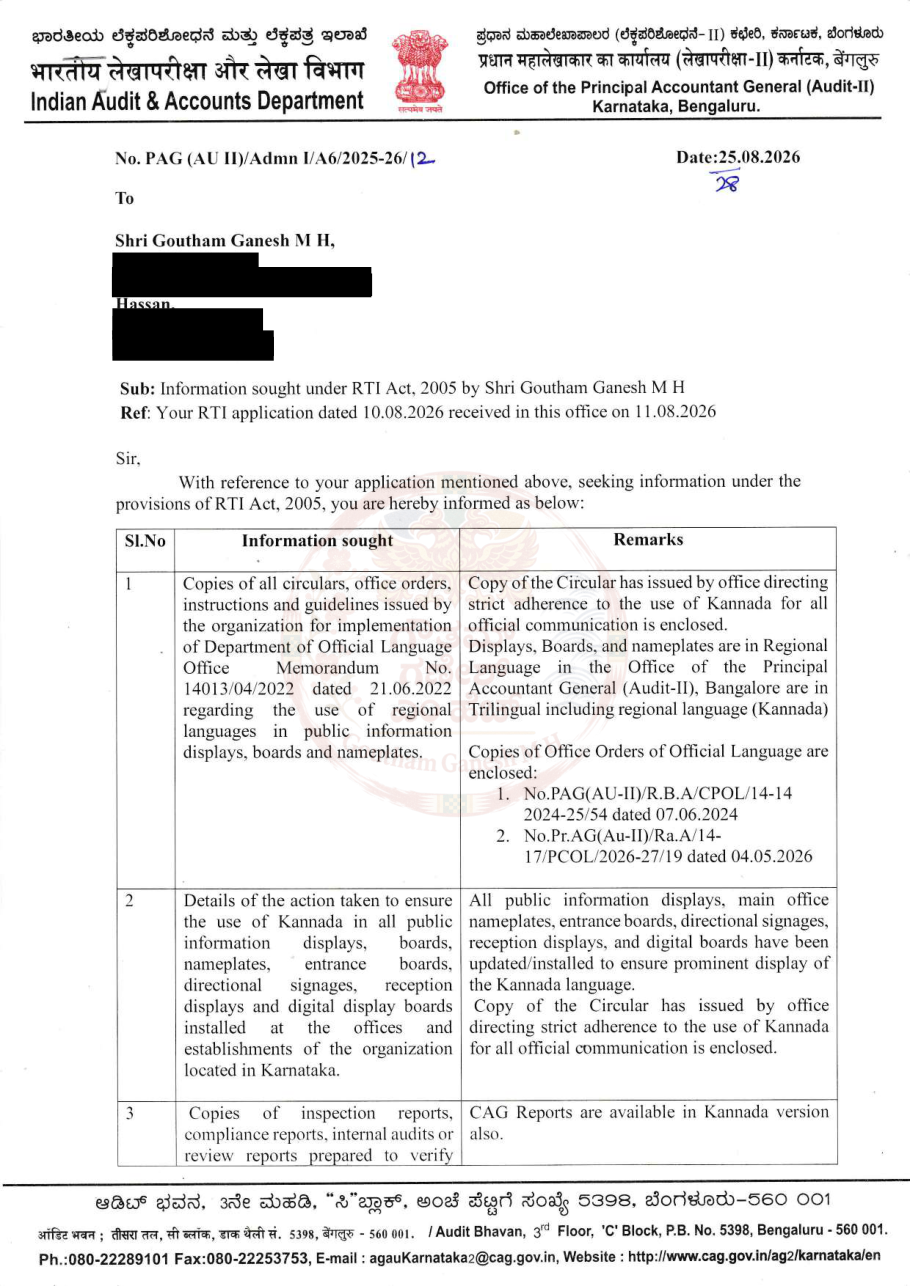 ಭಾರತೀಯ ಲೆಕ್ಕಪರಿಶೋಧನೆ ಮತ್ತು ಲೆಕ್ಕಪತ್ರ ಇಲಾಖೆ
भारतीय लेखापरीक्षा और लेखा विभाग
Indian Audit & Accounts Department
सत्यमेव जयते
ಪ್ರಧಾನ ಮಹಾಲೇಖಾಪಾಲರ (ಲೆಕ್ಕಪರಿಶೋಧನೆ-II) ಕಛೇರಿ, ಕರ್ನಾಟಕ, ಬೆಂಗಳೂರು
प्रधान महालेखाकार का कार्यालय (लेखापरीक्षा-II) कर्नाटक, बेंगलुरु
Office of the Principal Accountant General (Audit-II)
Karnataka, Bengaluru.
No. PAG (AU II)/Admn I/A6/2025-26/12
Date:25.08.2026
28
To
Shri Goutham Ganesh M H,
Hassan.
Sub: Information sought under RTI Act, 2005 by Shri Goutham Ganesh M H
Ref: Your RTI application dated 10.08.2026 received in this office on 11.08.2026
Sir,
With reference to your application mentioned above, seeking information under the
provisions of RTI Act, 2005, you are hereby informed as below:
Sl.No
Information sought
Remarks
1
Copies of all circulars, office orders,
instructions and guidelines issued by
the organization for implementation
of Department of Official Language
Office Memorandum No.
14013/04/2022 dated 21.06.2022
regarding the use of regional
languages in public information
displays, boards and nameplates.
Copy of the Circular has issued by office directing
strict adherence to the use of Kannada for all
official communication is enclosed.
Displays, Boards, and nameplates are in Regional
Language in the Office of the Principal
Accountant General (Audit-II), Bangalore are in
Trilingual including regional language (Kannada)
Copies of Office Orders of Official Language are
enclosed:
1. No.PAG(AU-II)/R.B.A/CPOL/14-14
2024-25/54 dated 07.06.2024
2. No.Pr.AG(Au-II)/Ra.A/14-
17/PCOL/2026-27/19 dated 04.05.2026
Goutham Ganesh M H
2
Details of the action taken to ensure
the use of Kannada in all public
information displays, boards,
nameplates, entrance boards,
directional signages, reception
displays and digital display boards
installed at the offices and
establishments of the organization
located in Karnataka.
All public information displays, main office
nameplates, entrance boards, directional signages,
reception displays, and digital boards have been
updated/installed to ensure prominent display of
the Kannada language.
Copy of the Circular has issued by office
directing strict adherence to the use of Kannada
for all official communication is enclosed.
3
Copies of inspection reports,
compliance reports, internal audits or
review reports prepared to verify
CAG Reports are available in Kannada version
also.
ಆಡಿಟ್ ಭವನ, 3ನೇ ಮಹಡಿ, "ಸಿ"ಬ್ಲಾಕ್, ಅಂಚೆ ಪೆಟ್ಟಿಗೆ ಸಂಖ್ಯೆ 5398, ಬೆಂಗಳೂರು-560 001
ऑडिट भवन ; तीसरा तल, सी ब्लॉक, डाक थैली सं. 5398, बेंगलुरु - 560 001. / Audit Bhavan, 3rd Floor, 'C' Block, P.B. No. 5398, Bengaluru - 560 001.
Ph.:080-22289101 Fax:080-22253753, E-mail : agauKarnataka2@cag.gov.in, Website : http://www.cag.gov.in/ag2/karnataka/en